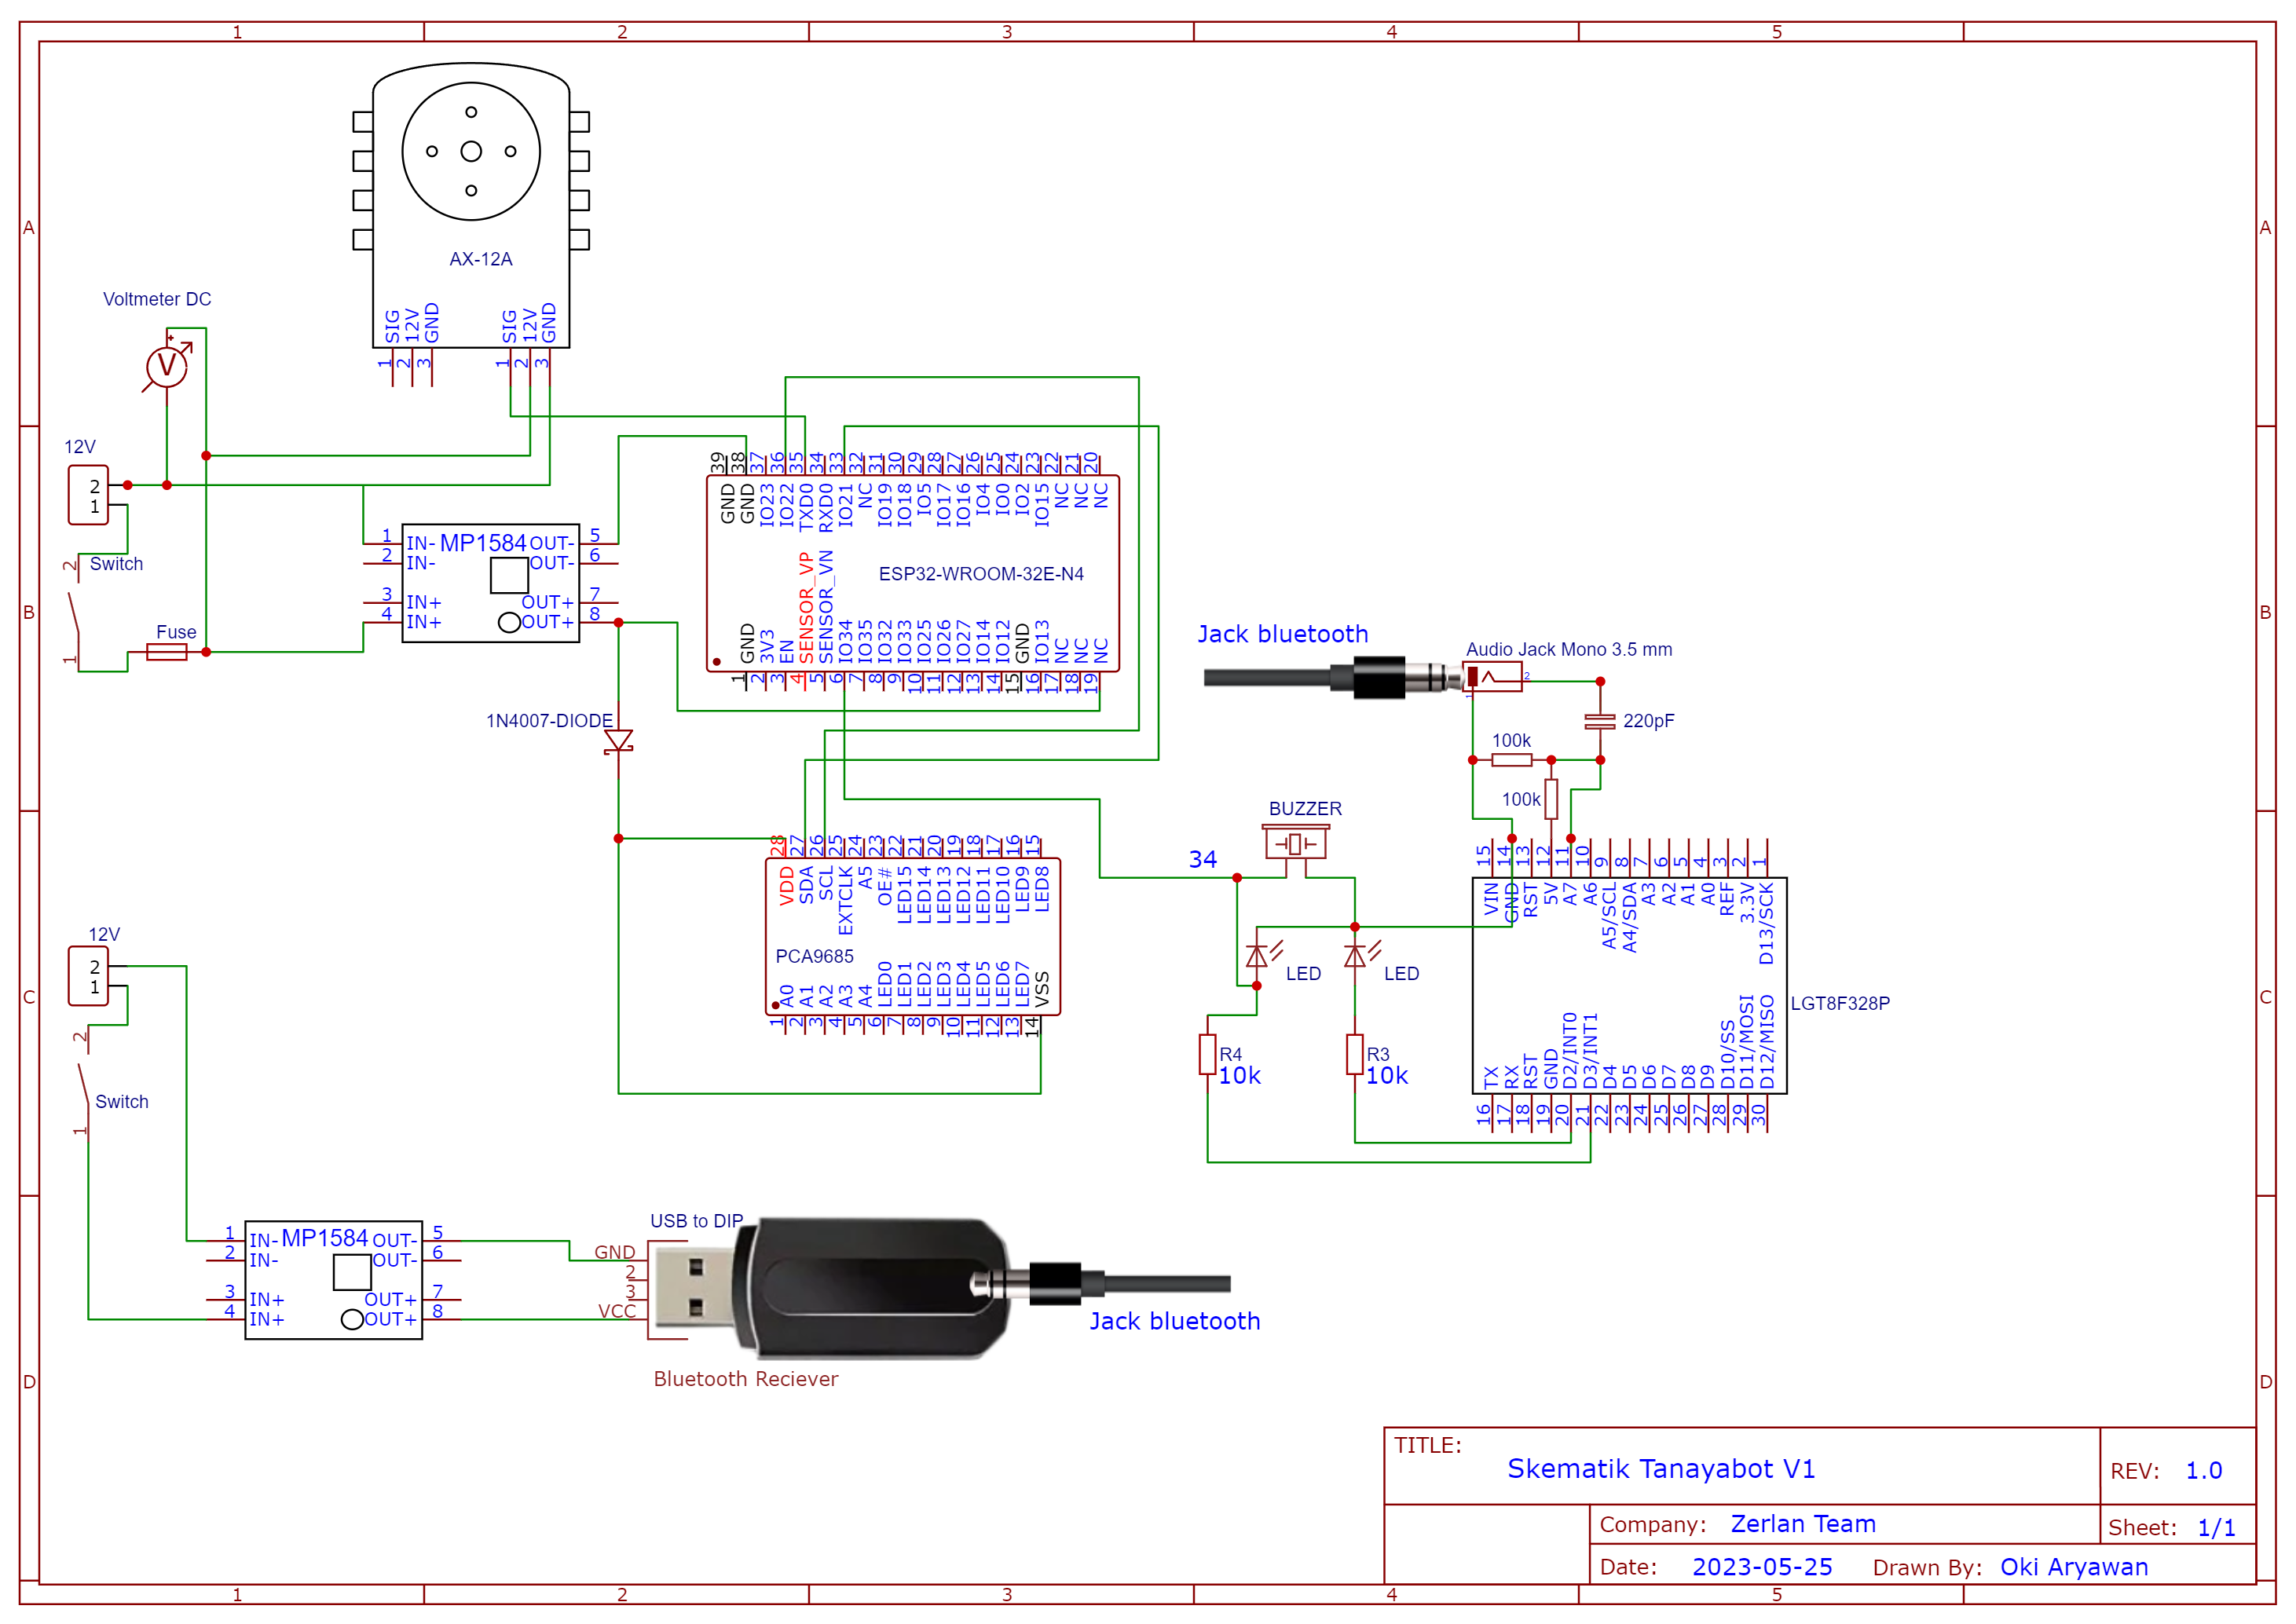 1 2 3 4 5
A
A
AX-12A
SIG 12V GND
SIG 12V GND
1 2 3
1 2 3
Voltmeter DC
+
V
12V
2
1
2 Switch
1
Fuse
B
B
MP1584
1 IN- OUT- 5
2 IN- OUT- 6
3 IN+ OUT+ 7
4 IN+ OUT+ 8
39 38 37 36 35 34 33 32 31 30 29 28 27 26 25 24 23 22 21 20
GND GND IO23 IO22 TXD0 RXD0 IO21 NC IO19 IO18 IO5 IO17 IO16 IO4 IO0 IO2 IO15 NC NC NC
ESP32-WROOM-32E-N4
GND 3V3 EN SENSOR_VP SENSOR_VN IO34 IO35 IO32 IO33 IO25 IO26 IO27 IO14 IO12 GND IO13 NC NC NC
1 2 3 4 5 6 7 8 9 10 11 12 13 14 15 16 17 18 19
1N4007-DIODE
Jack bluetooth
Audio Jack Mono 3.5 mm
2
1
220pF
100k
100k
BUZZER
34
28 27 26 25 24 23 22 21 20 19 18 17 16 15
VDD SDA SCL EXTCLK A5 OE# LED15 LED14 LED13 LED12 LED11 LED10 LED9 LED8
PCA9685
A0 A1 A2 A3 A4 LED0 LED1 LED2 LED3 LED4 LED5 LED6 LED7 VSS
1 2 3 4 5 6 7 8 9 10 11 12 13 14
LED
LED
R4
10k
R3
10k
15 14 13 12 11 10 9 8 7 6 5 4 3 2 1
VIN GND RST 5V A7 A6 A5/SCL A4/SDA A3 A2 A1 A0 REF 3.3V D13/SCK
LGT8F328P
TX RX RST GND D2/INT0 D3/INT1 D4 D5 D6 D7 D8 D9 D10/SS D11/MOSI D12/MISO
16 17 18 19 20 21 22 23 24 25 26 27 28 29 30
C
C
12V
2
1
2
Switch
1
MP1584
1 IN- OUT- 5
2 IN- OUT- 6
3 IN+ OUT+ 7
4 IN+ OUT+ 8
USB to DIP
GND
2
3
VCC
Jack bluetooth
Bluetooth Reciever
D
D
TITLE:
Skematik Tanayabot V1
REV: 1.0
Company: Zerlan Team
Sheet: 1/1
Date: 2023-05-25 Drawn By: Oki Aryawan
1 2 3 4 5